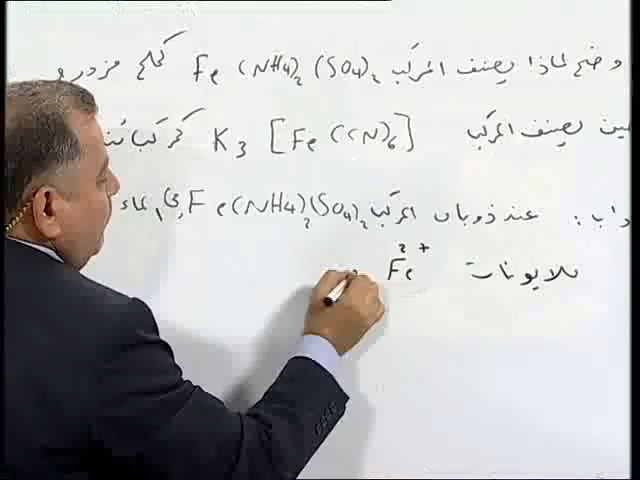 وضح لماذا يصنف المركب Fe(NH4)2(SO4)2 كملح مزدوج
حين يصنف المركب K3[Fe(CN)6] كمركب
عند ذوبان المركب Fe(NH4)2(SO4)2 في الماء
للايونات Fe2+